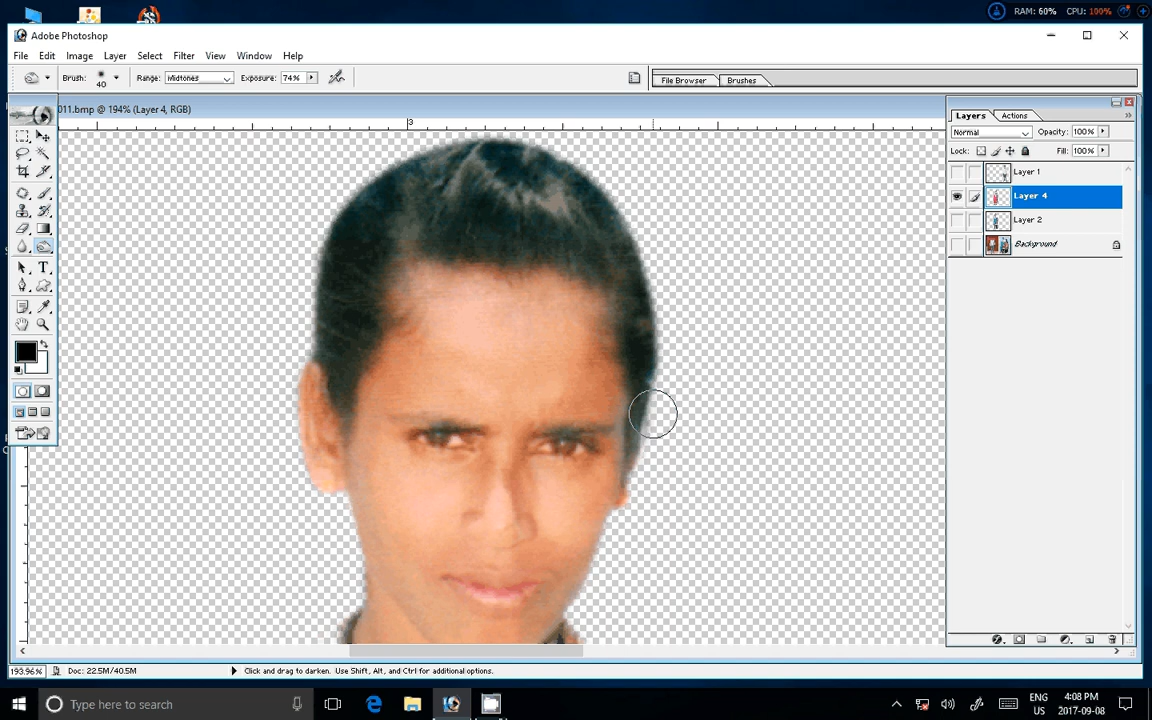 RAM: 60% CPU: 100%
Adobe Photoshop
File Edit Image Layer Select Filter View Window Help
Brush: 40 Range: Midtones Exposure: 74% File Browser Brushes
011.bmp @ 194% (Layer 4, RGB)
3
Layers Actions
Normal Opacity: 100%
Lock: Fill: 100%
Layer 1
Layer 4
Layer 2
Background
193.96% Doc: 22.5M/40.5M Click and drag to darken. Use Shift, Alt, and Ctrl for additional options.
Type here to search
ENG 4:08 PM
US 2017-09-08